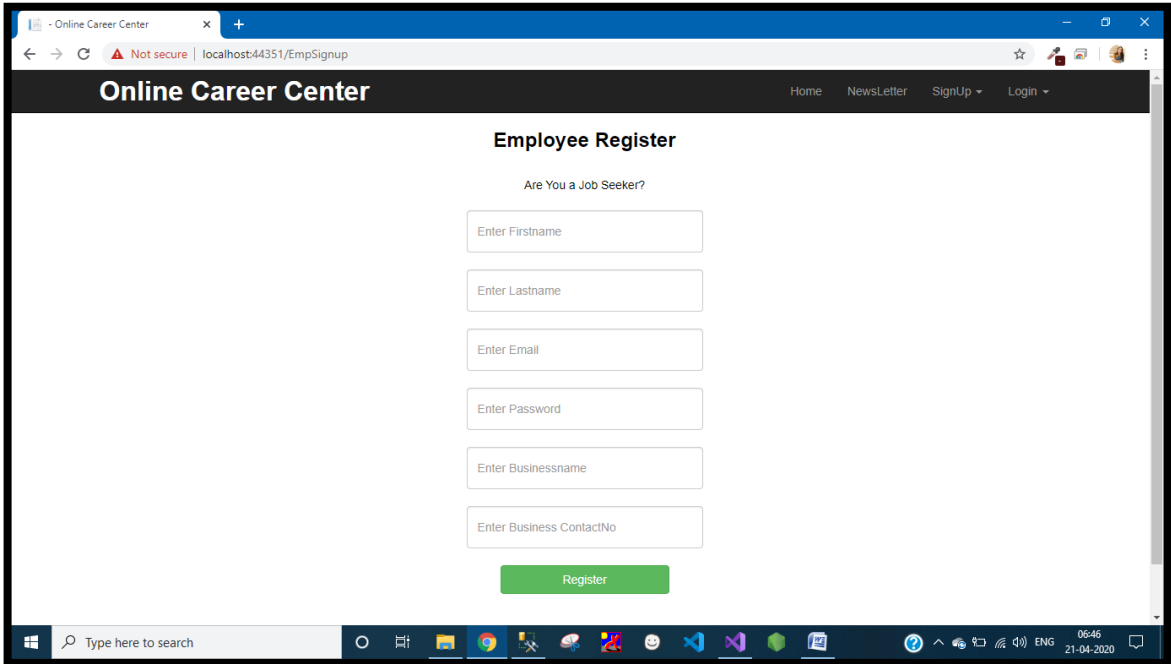 - Online Career Center
Not secure | localhost:44351/EmpSignup
Online Career Center
Home NewsLetter SignUp Login
Employee Register
Are You a Job Seeker?
Enter Firstname
Enter Lastname
Enter Email
Enter Password
Enter Businessname
Enter Business ContactNo
Register
Type here to search
ENG
06:46
21-04-2020